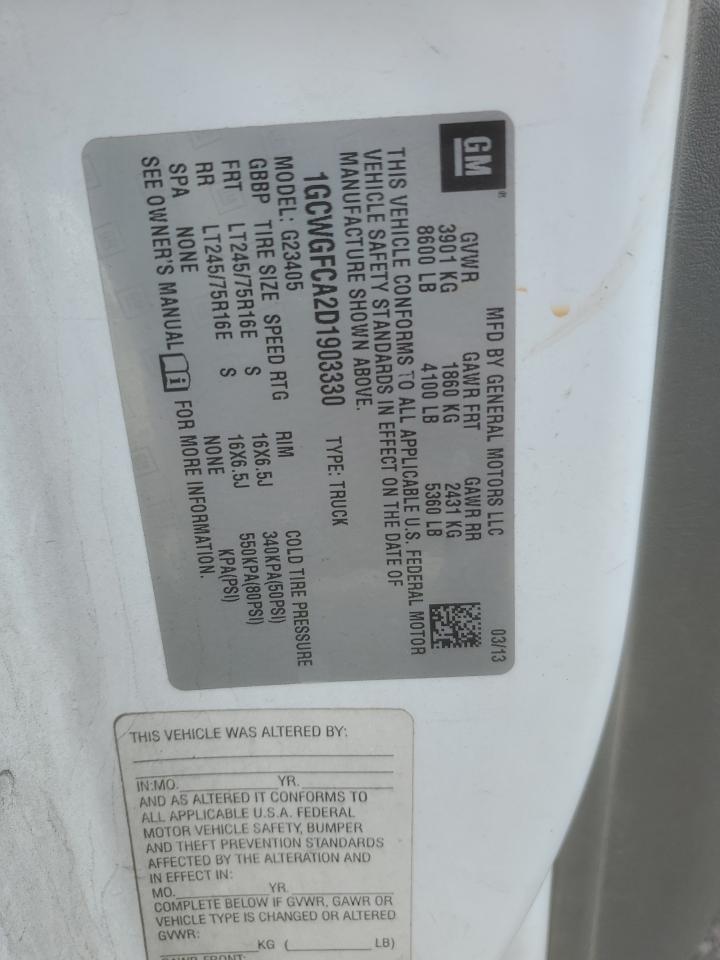 GM
MFD BY GENERAL MOTORS LLC 03/13
GVWR GAWR FRT GAWR RR
3901 KG 1860 KG 2431 KG
8600 LB 4100 LB 5360 LB
THIS VEHICLE CONFORMS TO ALL APPLICABLE U.S. FEDERAL MOTOR
VEHICLE SAFETY STANDARDS IN EFFECT ON THE DATE OF
MANUFACTURE SHOWN ABOVE.
1GCWGFCA2D1903330 TYPE: TRUCK
MODEL: G23405
GBBP TIRE SIZE SPEED RTG RIM COLD TIRE PRESSURE
FRT LT245/75R16E S 16X6.5J 340KPA(50PSI)
RR LT245/75R16E S 16X6.5J 550KPA(80PSI)
SPA NONE NONE KPA(PSI)
SEE OWNER'S MANUAL FOR MORE INFORMATION.
THIS VEHICLE WAS ALTERED BY:
IN:MO. YR.
AND AS ALTERED IT CONFORMS TO
ALL APPLICABLE U.S.A. FEDERAL
MOTOR VEHICLE SAFETY, BUMPER
AND THEFT PREVENTION STANDARDS
AFFECTED BY THE ALTERATION AND
IN EFFECT IN:
MO. YR.
COMPLETE BELOW IF GVWR, GAWR OR
VEHICLE TYPE IS CHANGED OR ALTERED
GVWR:
KG ( LB)
GAWR FRONT: